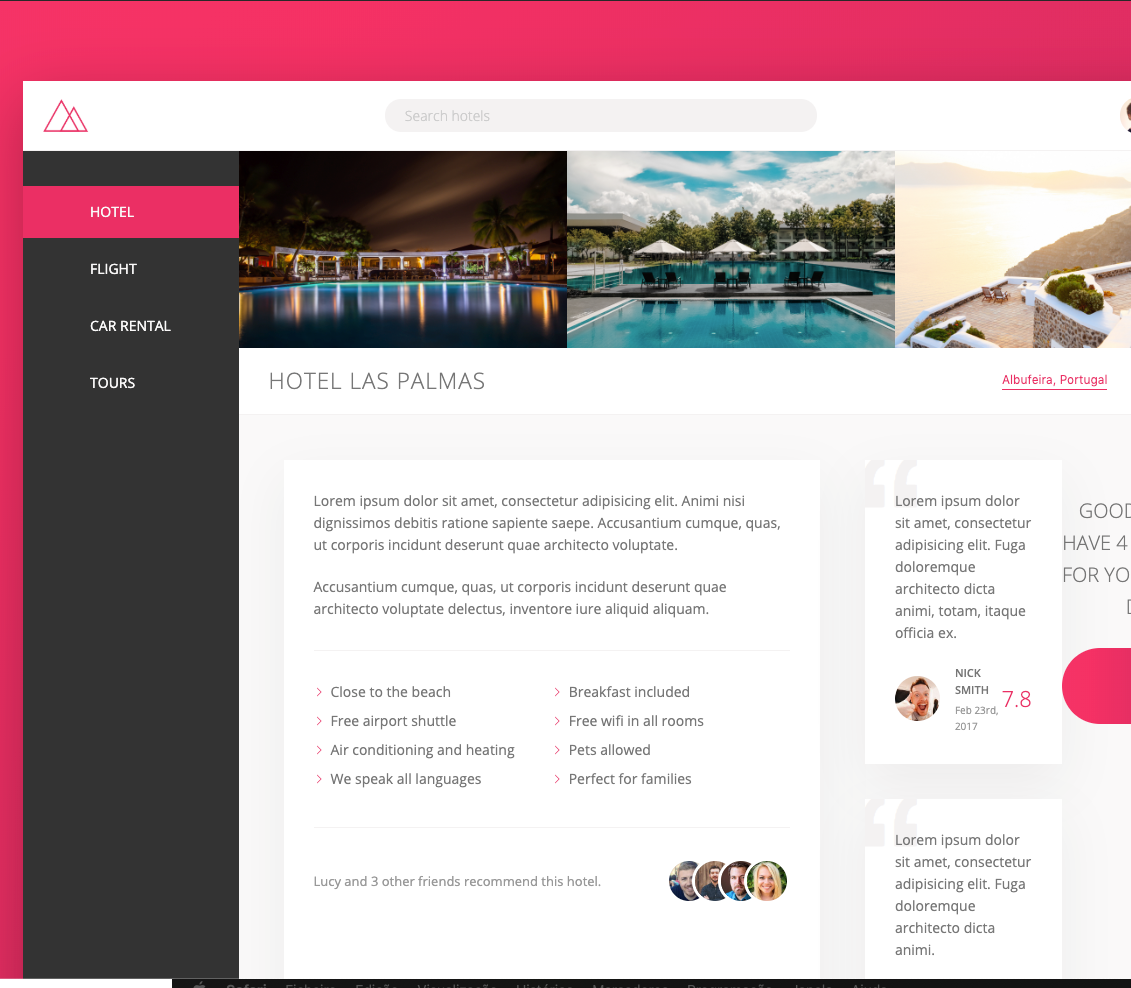 Search hotels
HOTEL
FLIGHT
CAR RENTAL
TOURS
HOTEL LAS PALMAS
Albufeira, Portugal
Lorem ipsum dolor sit amet, consectetur adipisicing elit. Animi nisi
dignissimos debitis ratione sapiente saepe. Accusantium cumque, quas,
ut corporis incidunt deserunt quae architecto voluptate.
Accusantium cumque, quas, ut corporis incidunt deserunt quae
architecto voluptate delectus, inventore iure aliquid aliquam.
Close to the beach
Free airport shuttle
Air conditioning and heating
We speak all languages
Breakfast included
Free wifi in all rooms
Pets allowed
Perfect for families
Lucy and 3 other friends recommend this hotel.
“
Lorem ipsum dolor
sit amet, consectetur
adipisicing elit. Fuga
doloremque
architecto dicta
animi, totam, itaque
officia ex.
NICK
SMITH
Feb 23rd,
2017
7.8
“
Lorem ipsum dolor
sit amet, consectetur
adipisicing elit. Fuga
doloremque
architecto dicta
animi.
GOOD
HAVE 4
FOR YO